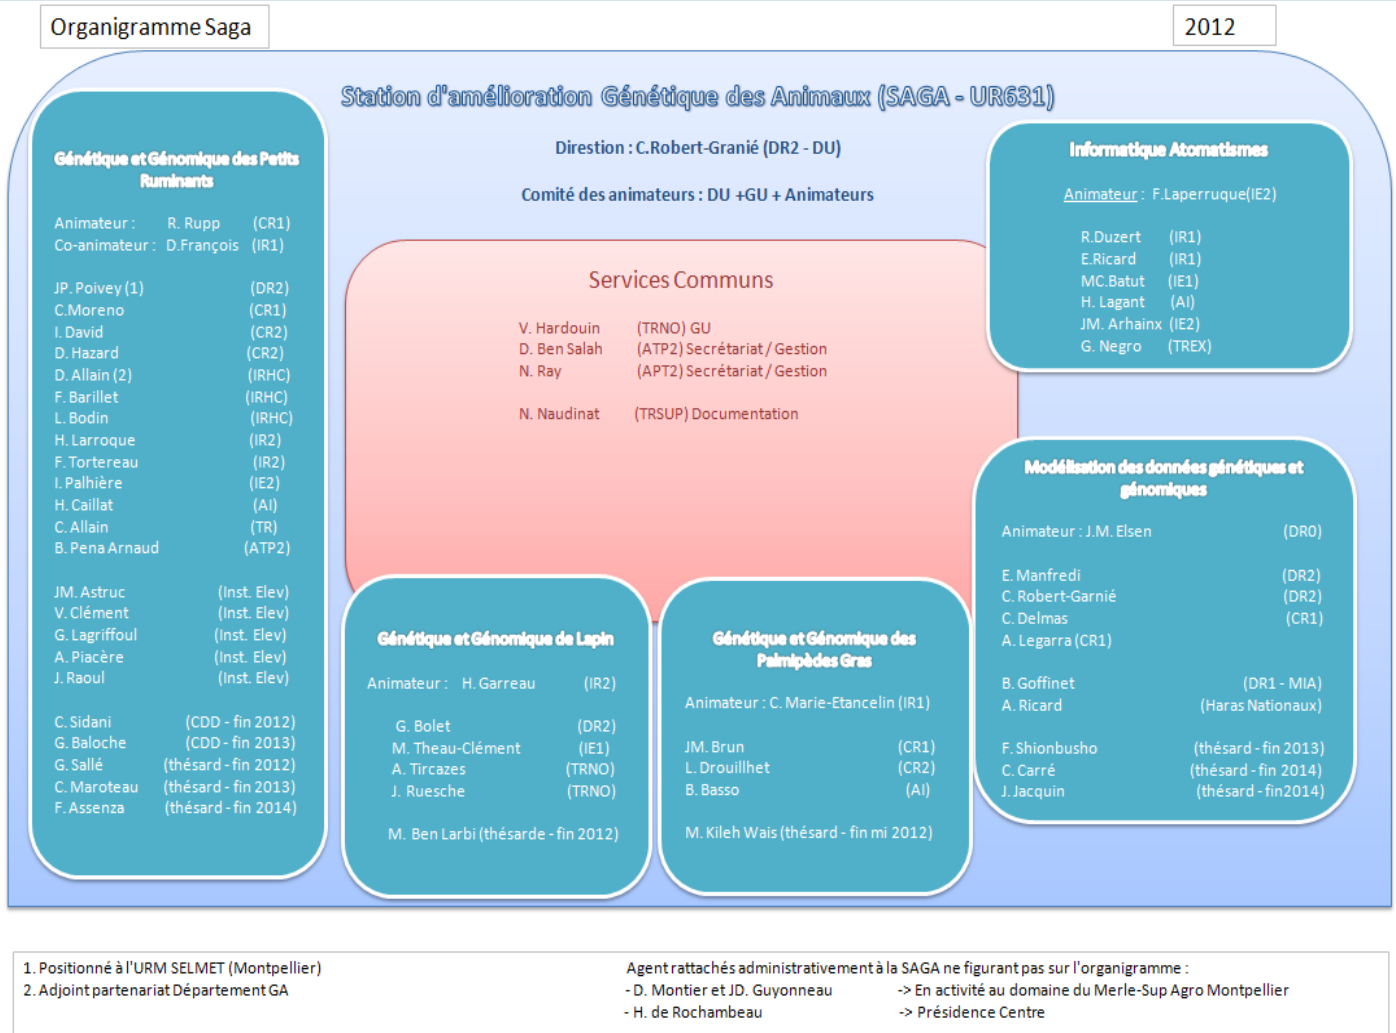 Organigramme Saga
2012
Station d'amélioration Génétique des Animaux (SAGA - UR631)
Direstion : C.Robert-Granié (DR2 - DU)
Comité des animateurs : DU +GU + Animateurs
Génétique et Génomique des Petits
Ruminants
Animateur : R. Rupp (CR1)
Co-animateur : D.François (IR1)
JP. Poivey (1) (DR2)
C.Moreno (CR1)
I. David (CR2)
D. Hazard (CR2)
D. Allain (2) (IRHC)
F. Barillet (IRHC)
L. Bodin (IRHC)
H. Larroque (IR2)
F. Tortereau (IR2)
I. Palhière (IE2)
H. Caillat (AI)
C. Allain (TR)
B. Pena Arnaud (ATP2)
JM. Astruc (Inst. Elev)
V. Clément (Inst. Elev)
G. Lagriffoul (Inst. Elev)
A. Piacère (Inst. Elev)
J. Raoul (Inst. Elev)
C. Sidani (CDD - fin 2012)
G. Baloche (CDD - fin 2013)
G. Sallé (thésard - fin 2012)
C. Maroteau (thésard - fin 2013)
F. Assenza (thésard - fin 2014)
Services Communs
V. Hardouin (TRNO) GU
D. Ben Salah (ATP2) Secrétariat / Gestion
N. Ray (APT2) Secrétariat / Gestion
N. Naudinat (TRSUP) Documentation
Informatique Atomatismes
Animateur : F.Laperruque(IE2)
R.Duzert (IR1)
E.Ricard (IR1)
MC.Batut (IE1)
H. Lagant (AI)
JM. Arhainx (IE2)
G. Negro (TREX)
Modélisation des données génétiques et
génomiques
Animateur : J.M. Elsen (DR0)
E. Manfredi (DR2)
C. Robert-Garnié (DR2)
C. Delmas (CR1)
A. Legarra (CR1)
B. Goffinet (DR1 - MIA)
A. Ricard (Haras Nationaux)
F. Shionbusho (thésard - fin 2013)
C. Carré (thésard - fin 2014)
J. Jacquin (thésard - fin2014)
Génétique et Génomique de Lapin
Animateur : H. Garreau (IR2)
G. Bolet (DR2)
M. Theau-Clément (IE1)
A. Tircazes (TRNO)
J. Ruesche (TRNO)
M. Ben Larbi (thésarde - fin 2012)
Génétique et Génomique des
Palmipèdes Gras
Animateur : C. Marie-Etancelin (IR1)
JM. Brun (CR1)
L. Drouillhet (CR2)
B. Basso (AI)
M. Kileh Wais (thésard - fin mi 2012)
1. Positionné à l'URM SELMET (Montpellier)
2. Adjoint partenariat Département GA
Agent rattachés administrativement à la SAGA ne figurant pas sur l'organigramme :
- D. Montier et JD. Guyonneau -> En activité au domaine du Merle-Sup Agro Montpellier
- H. de Rochambeau -> Présidence Centre